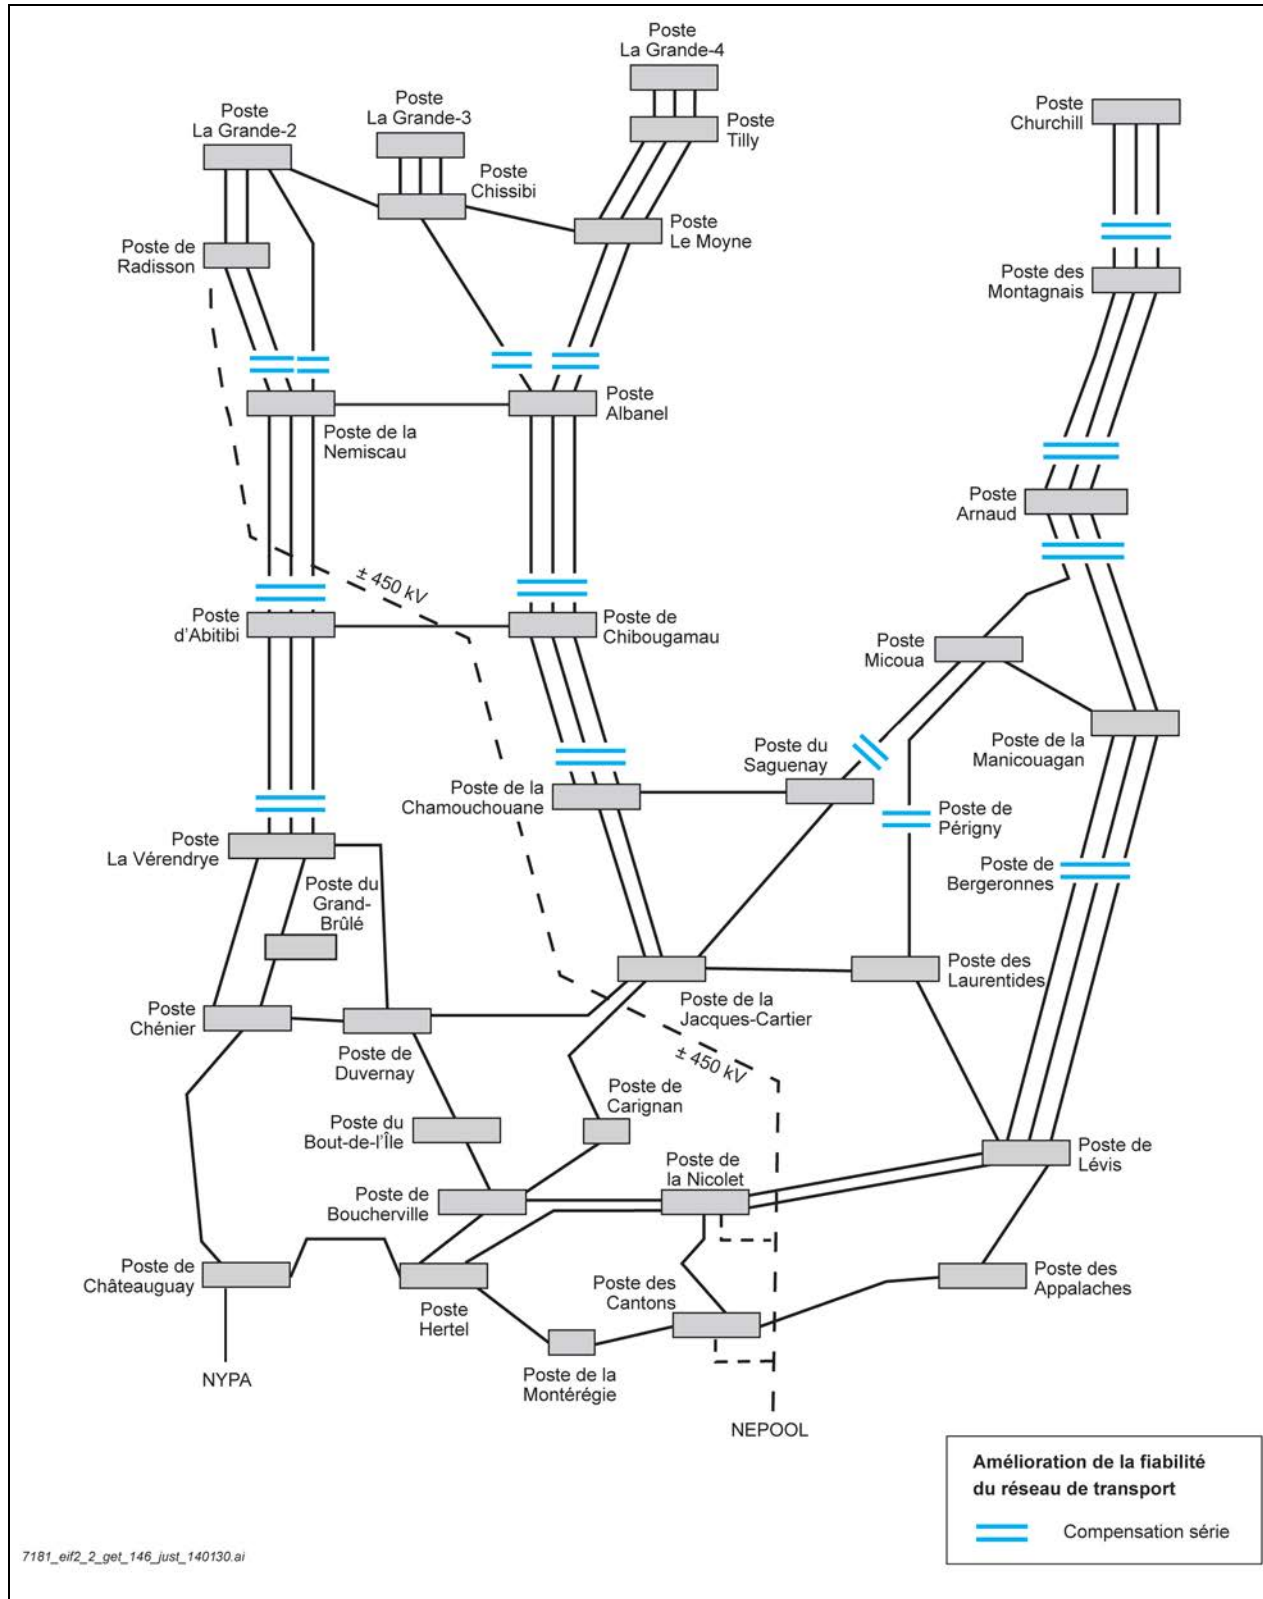 Poste
La Grande-4
Poste
La Grande-3
Poste
La Grande-2
Poste
Churchill
Poste
Tilly
Poste
Chissibi
Poste
Le Moyne
Poste de
Radisson
Poste des
Montagnais
Poste
Albanel
Poste de la
Nemiscau
Poste
Arnaud
± 450 kV
Poste
d'Abitibi
Poste de
Chibougamau
Poste
Micoua
Poste du
Saguenay
Poste de la
Manicouagan
Poste de la
Chamouchouane
Poste de
Périgny
Poste
La Vérendrye
Poste de
Bergeronnes
Poste du
Grand-
Brûlé
Poste des
Laurentides
Poste
Chénier
Poste de la
Jacques-Cartier
Poste de
Duvernay
± 450 kV
Poste de
Carignan
Poste du
Bout-de-l'Île
Poste de
Lévis
Poste de
la Nicolet
Poste de
Boucherville
Poste de
Châteauguay
Poste des
Cantons
Poste des
Appalaches
Poste
Hertel
NYPA
Poste de la
Montérégie
NEPOOL
Amélioration de la fiabilité
du réseau de transport
Compensation série
7181_eif2_2_get_146_just_140130.ai